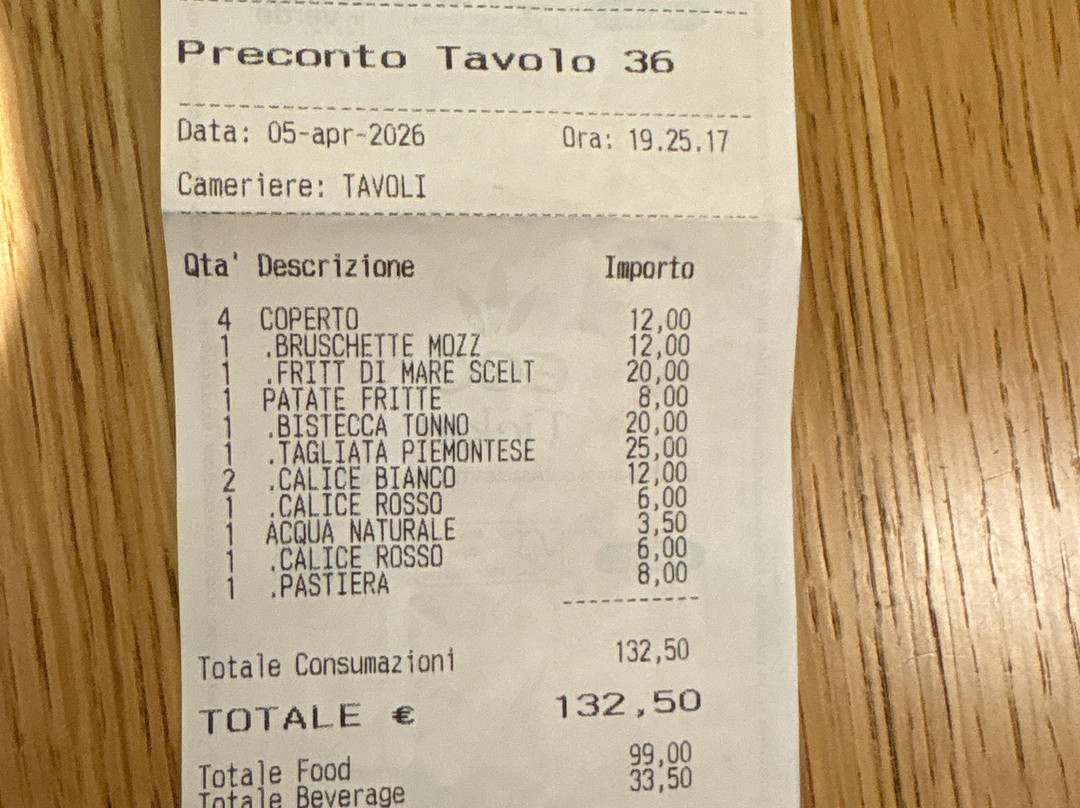 Preconto Tavolo 36
Data: 05-apr-2026 Ora: 19.25.17
Cameriere: TAVOLI
Qta' Descrizione Importo
4 COPERTO 12,00
1 .BRUSCHETTE MOZZ 12,00
1 .FRITT DI MARE SCELT 20,00
1 PATATE FRITTE 8,00
1 .BISTECCA TONNO 20,00
1 .TAGLIATA PIEMONTESE 25,00
2 .CALICE BIANCO 12,00
1 .CALICE ROSSO 6,00
1 ACQUA NATURALE 3,50
1 .CALICE ROSSO 6,00
1 .PASTIERA 8,00
Totale Consumazioni 132,50
TOTALE € 132,50
Totale Food 99,00
Totale Beverage 33,50